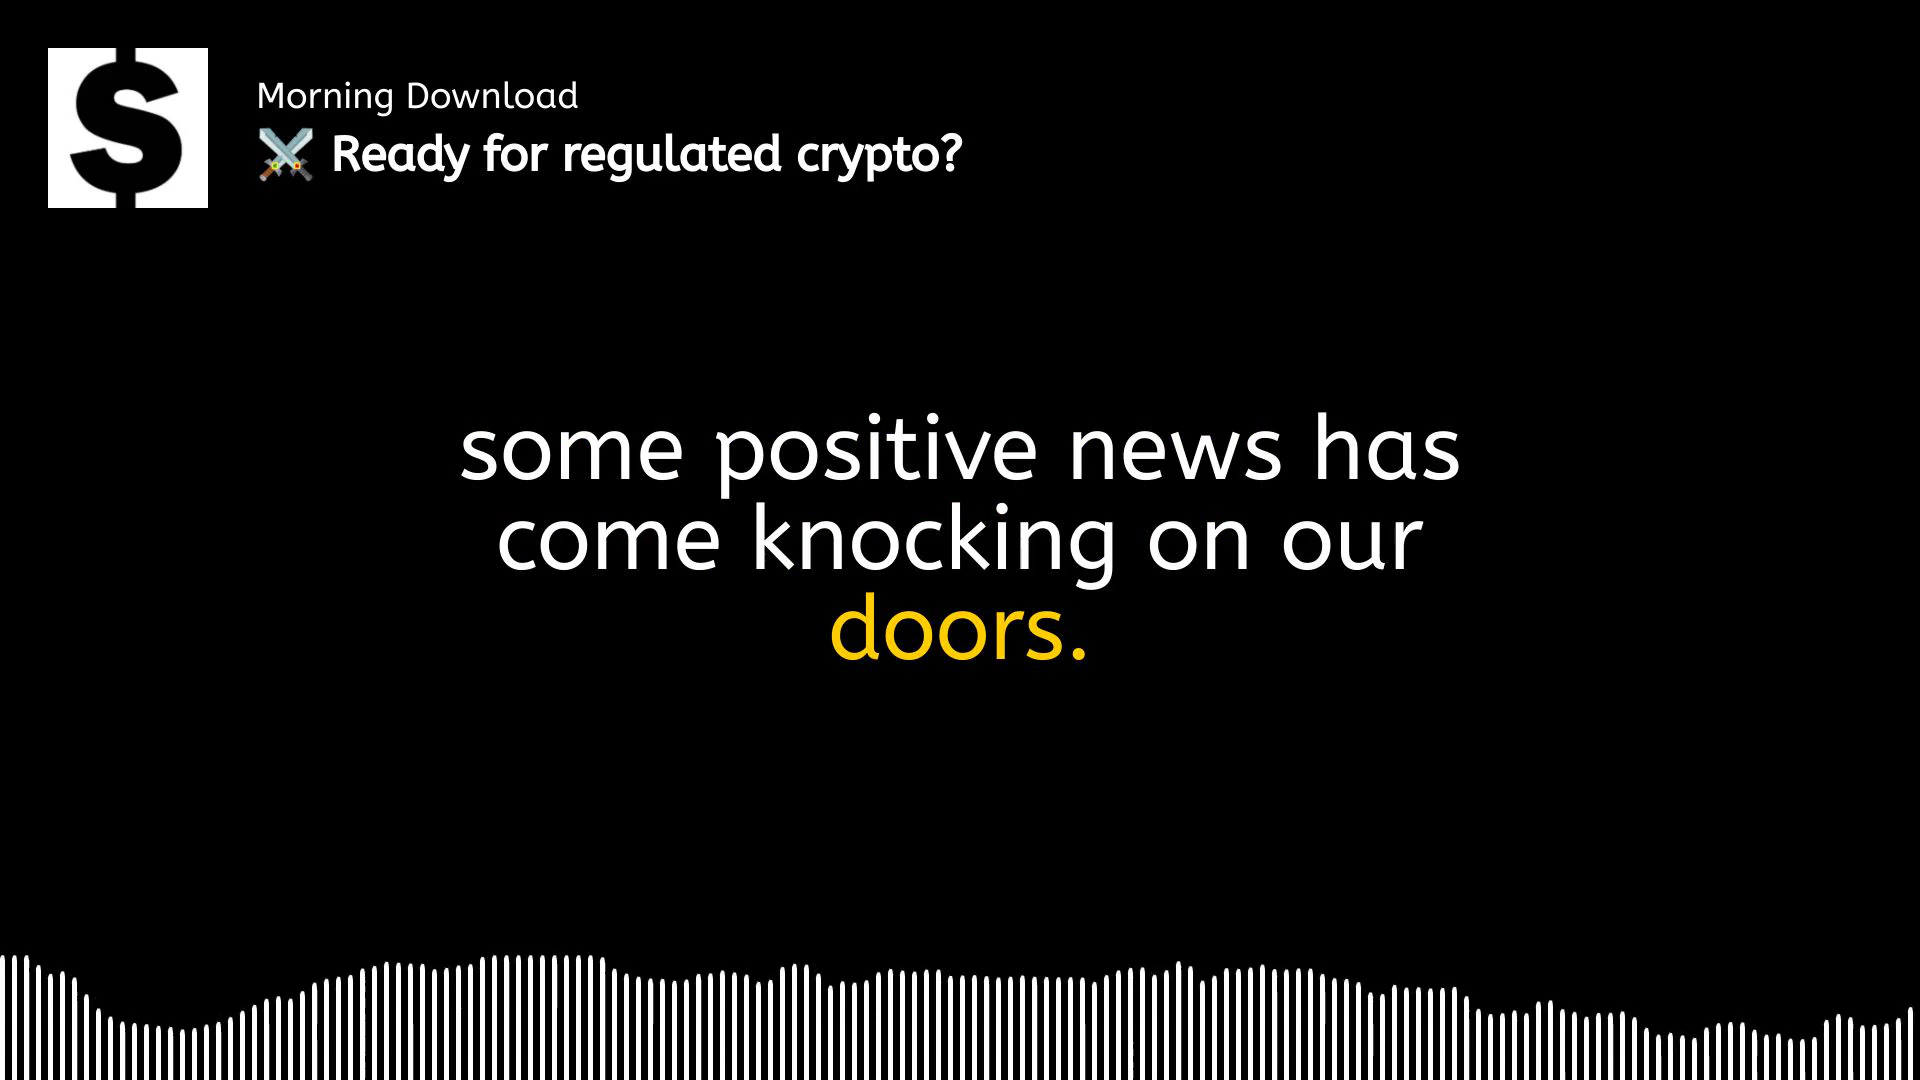 $
Morning Download
⚔️ Ready for regulated crypto?
some positive news has
come knocking on our
doors.